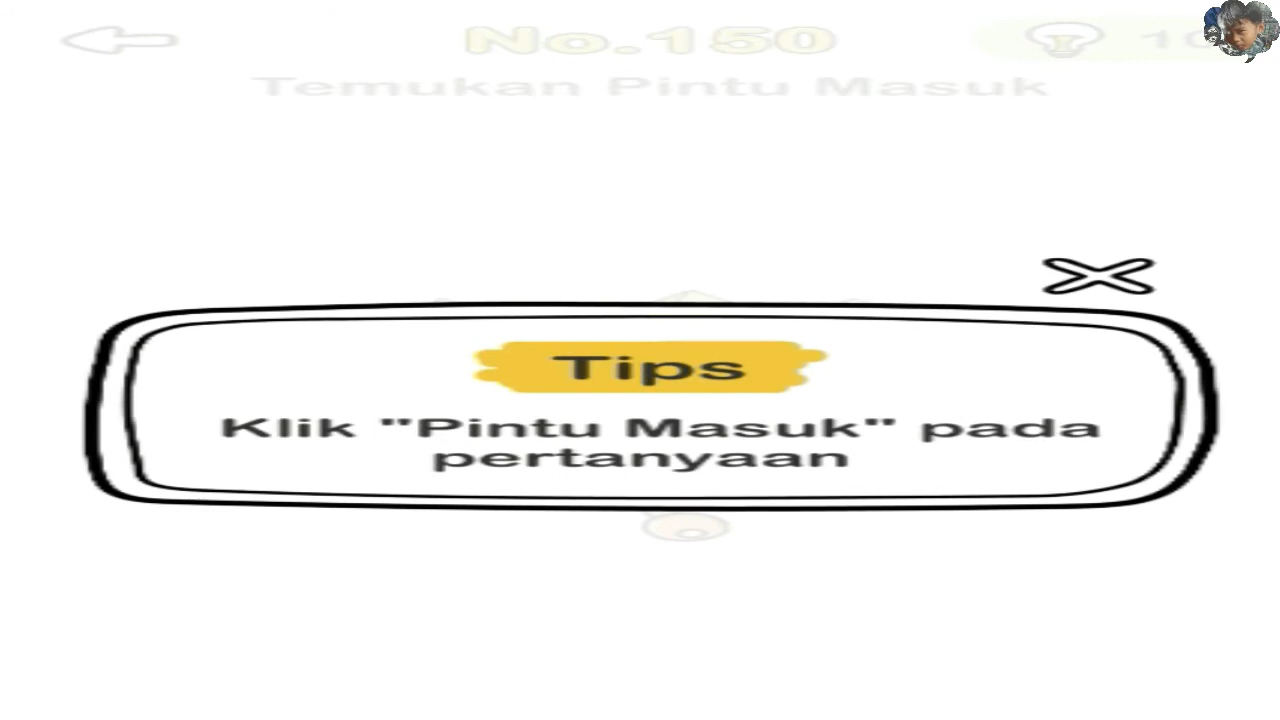 No.150
Temukan Pintu Masuk
Tips
Klik "Pintu Masuk" pada
pertanyaan